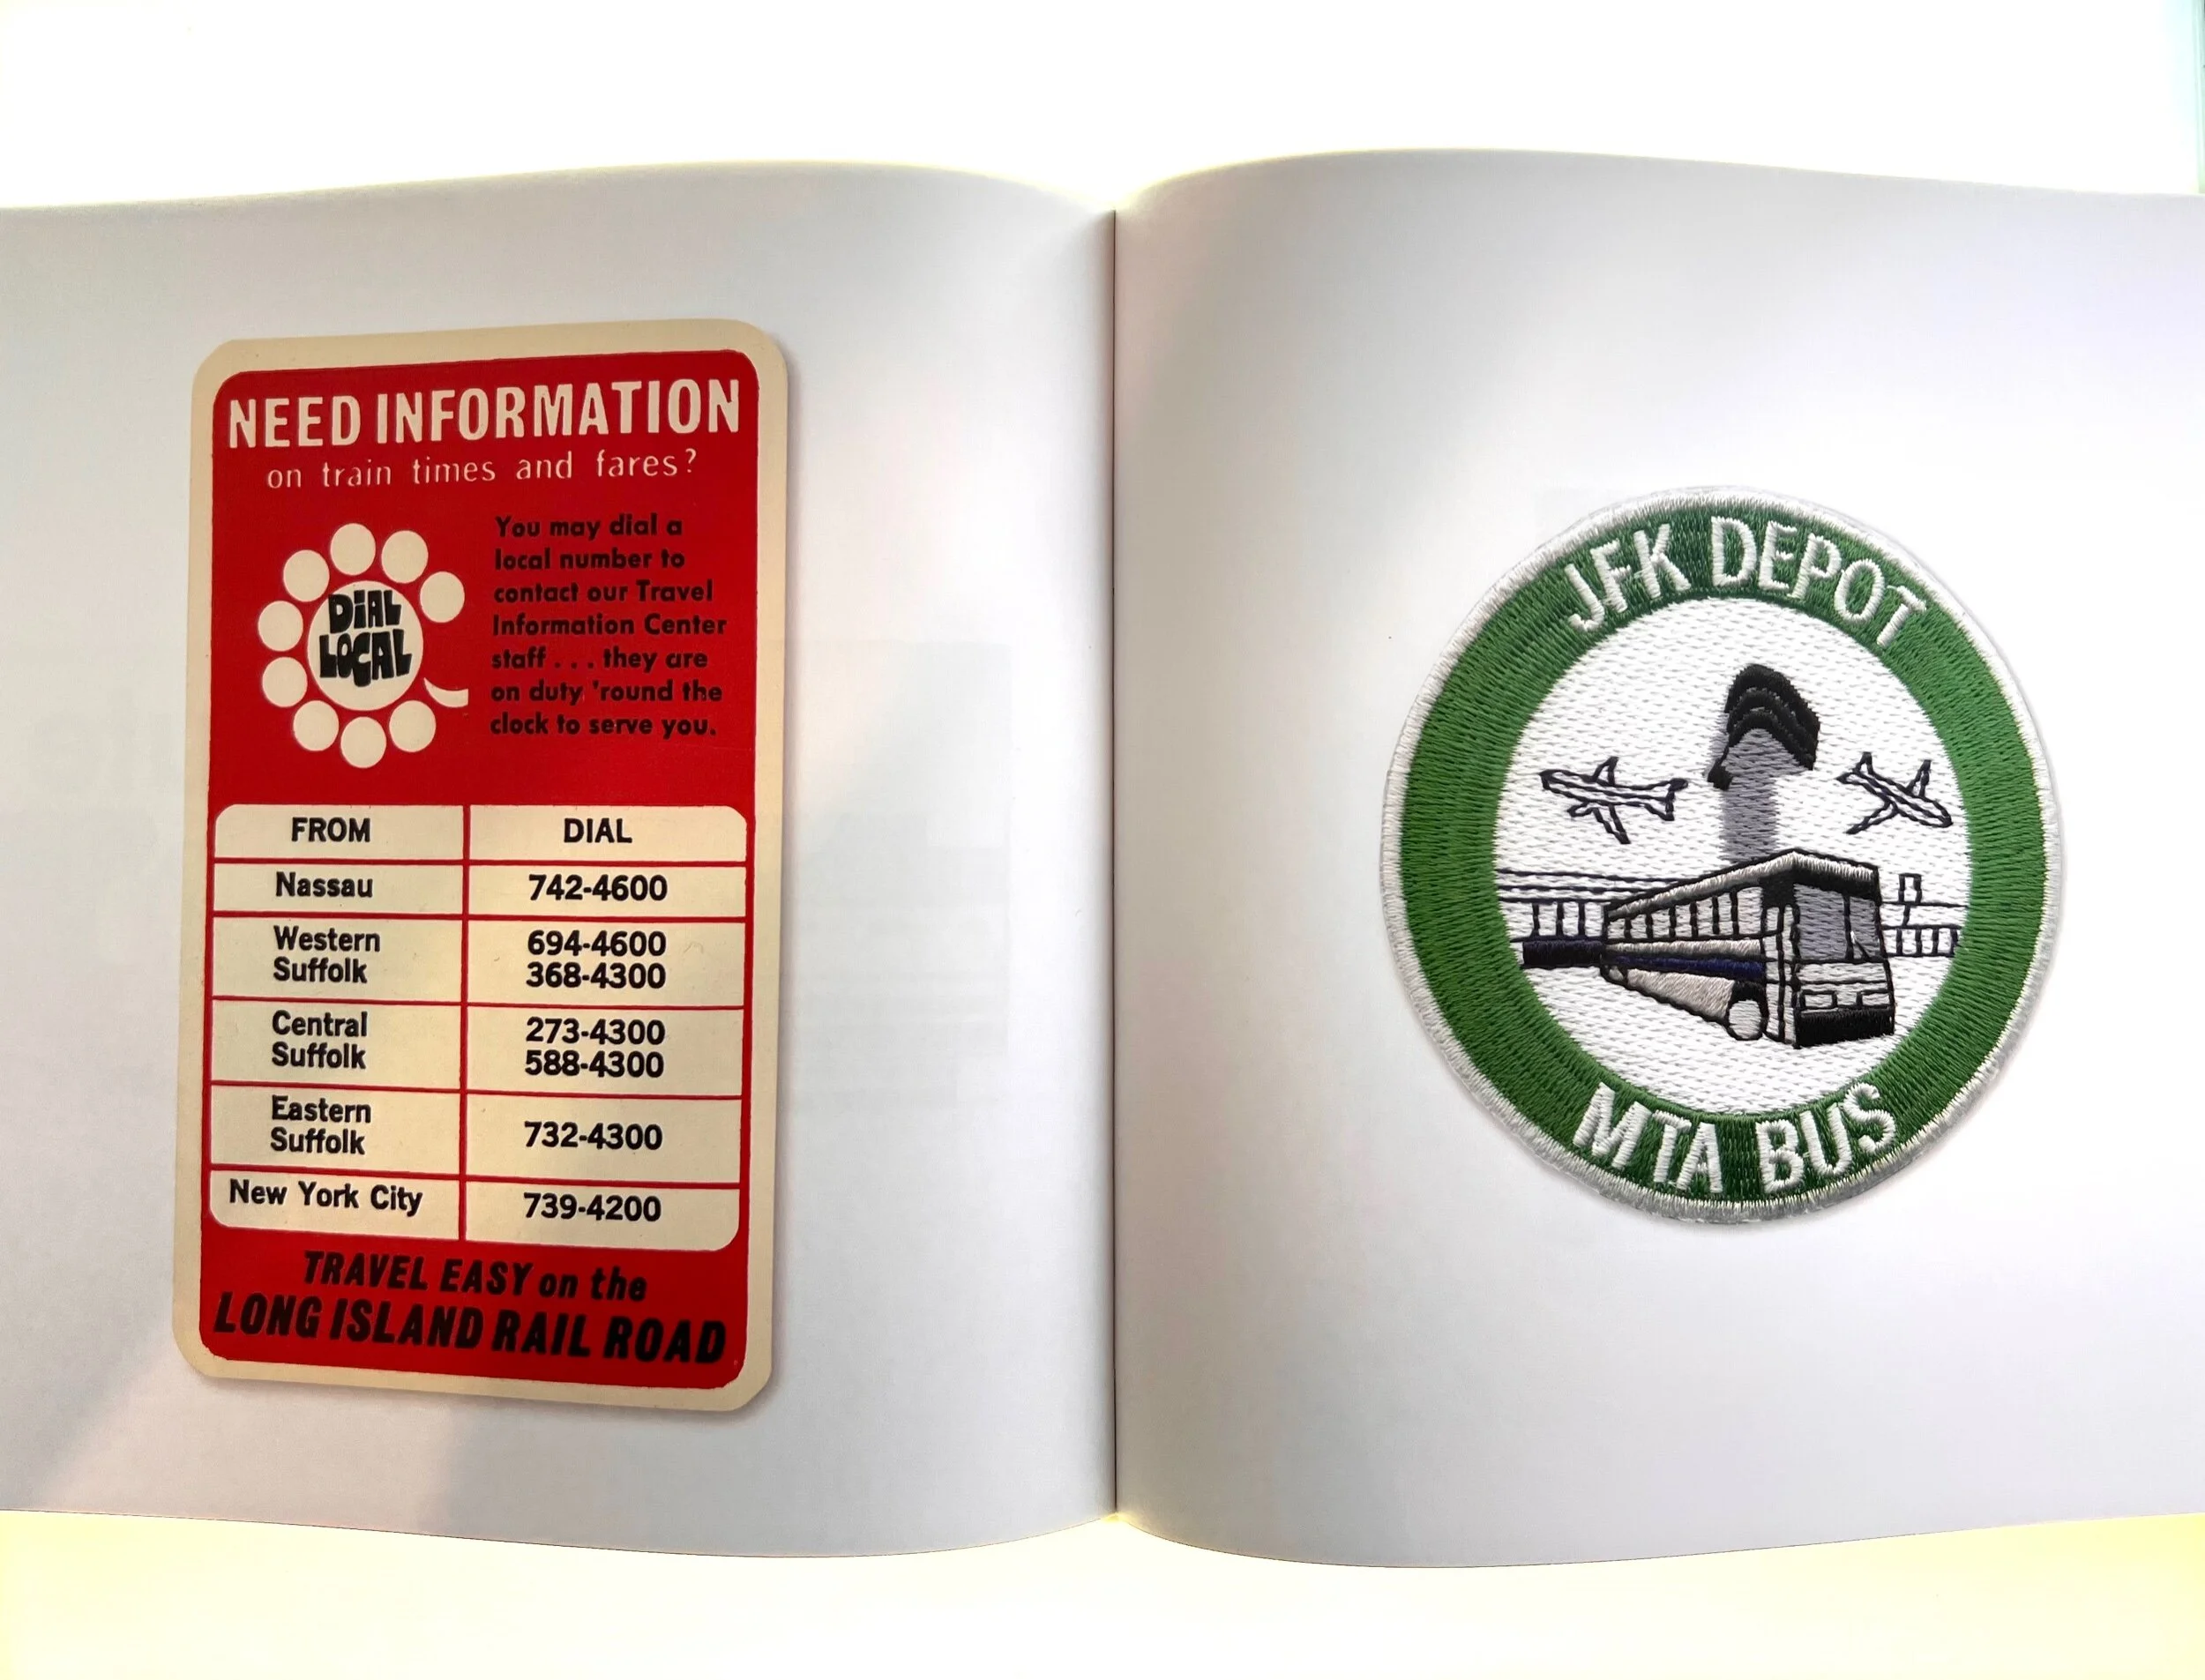 NEED INFORMATION
on train times and fares?
DIAL
LOCAL
You may dial a
local number to
contact our Travel
Information Center
staff . . . they are
on duty 'round the
clock to serve you.
FROM DIAL
Nassau 742-4600
Western
Suffolk
694-4600
368-4300
Central
Suffolk
273-4300
588-4300
Eastern
Suffolk
732-4300
New York City 739-4200
TRAVEL EASY on the
LONG ISLAND RAIL ROAD
JFK DEPOT
MTA BUS